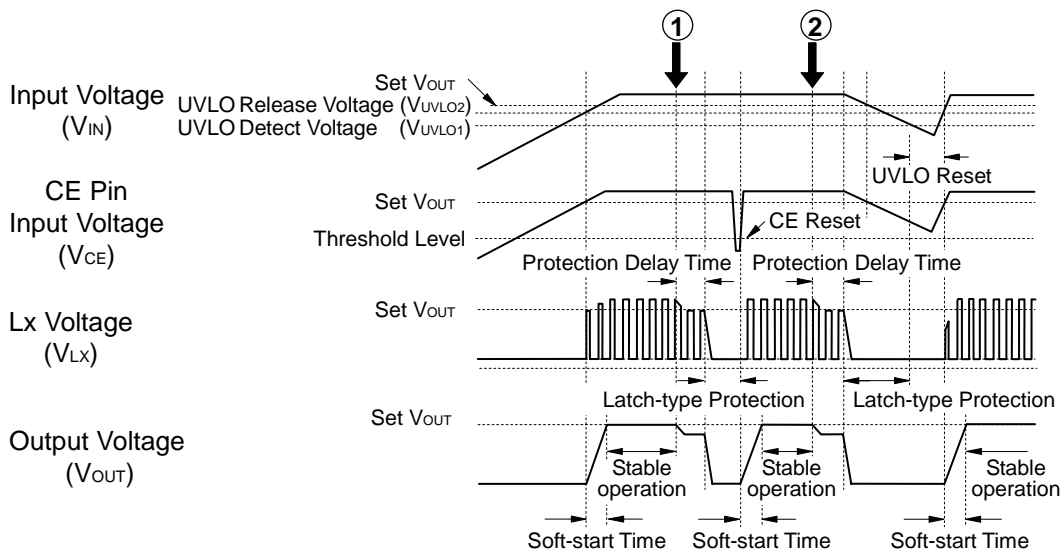 ① ②
Input Voltage
(VIN)
Set VOUT
UVLO Release Voltage (VUVLO2)
UVLO Detect Voltage (VUVLO1)
UVLO Reset
CE Pin
Input Voltage
(VCE)
Set VOUT
Threshold Level
CE Reset
Protection Delay Time Protection Delay Time
Lx Voltage
(VLX)
Set VOUT
Latch-type Protection Latch-type Protection
Output Voltage
(VOUT)
Set VOUT
Stable
operation
Stable
operation
Stable
operation
Soft-start Time Soft-start Time Soft-start Time